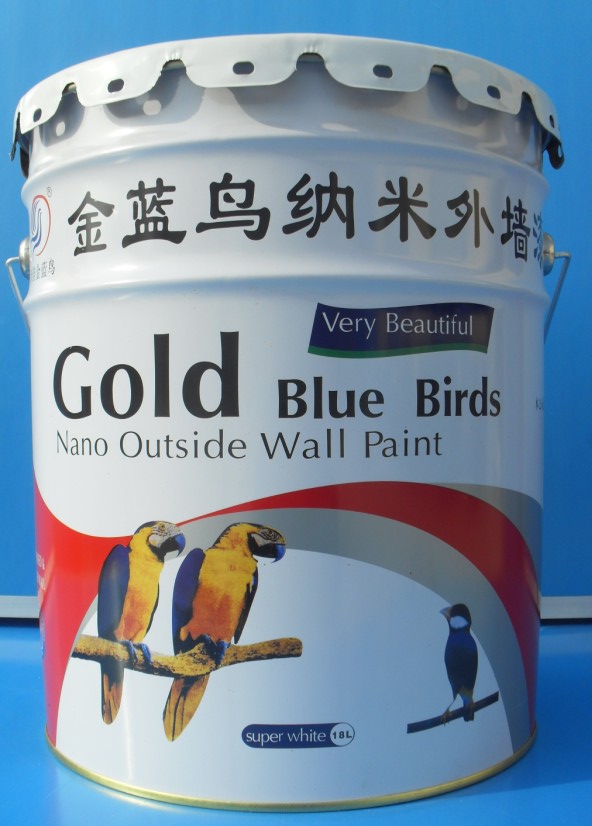 金蓝鸟纳米外墙漆
®
Very Beautiful
Gold Blue Birds
Nano Outside Wall Paint
super white 18L